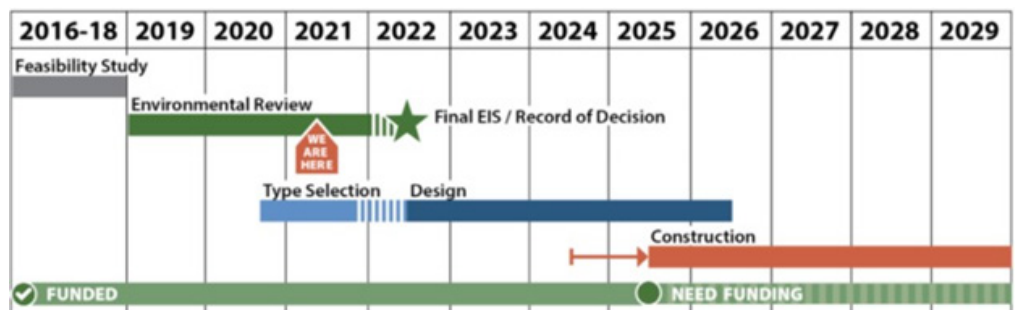 2016-18 2019 2020 2021 2022 2023 2024 2025 2026 2027 2028 2029
Feasibility Study
Environmental Review
Final EIS / Record of Decision
WE
ARE
HERE
Type Selection Design
Construction
FUNDED NEED FUNDING